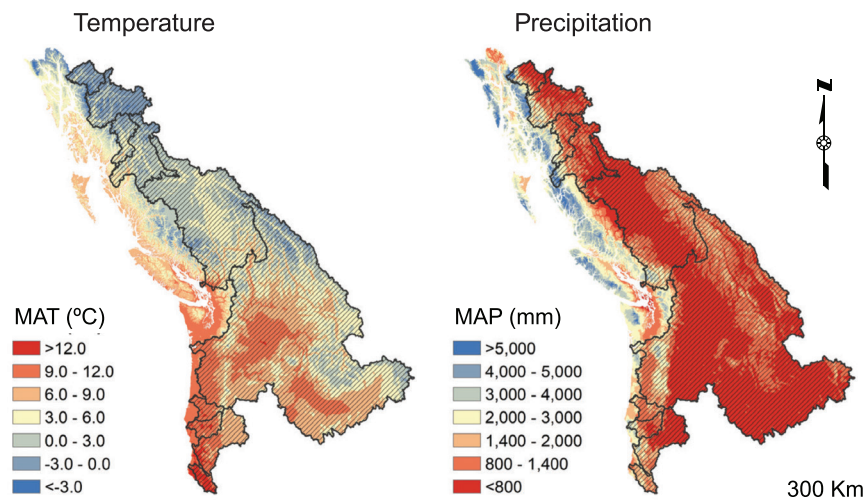 Temperature
Precipitation
N
MAT (ºC)
>12.0
9.0 - 12.0
6.0 - 9.0
3.0 - 6.0
0.0 - 3.0
-3.0 - 0.0
<-3.0
MAP (mm)
>5,000
4,000 - 5,000
3,000 - 4,000
2,000 - 3,000
1,400 - 2,000
800 - 1,400
<800
300 Km